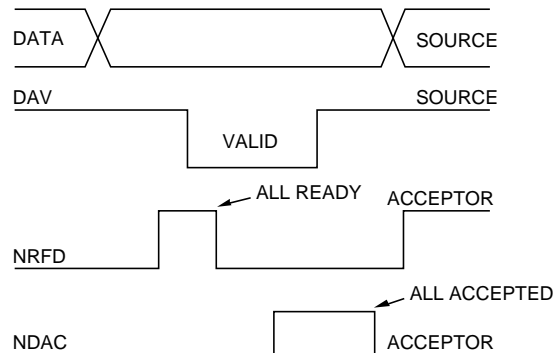 DATA SOURCE
DAV SOURCE
VALID
ALL READY ACCEPTOR
NRFD
ALL ACCEPTED
NDAC ACCEPTOR